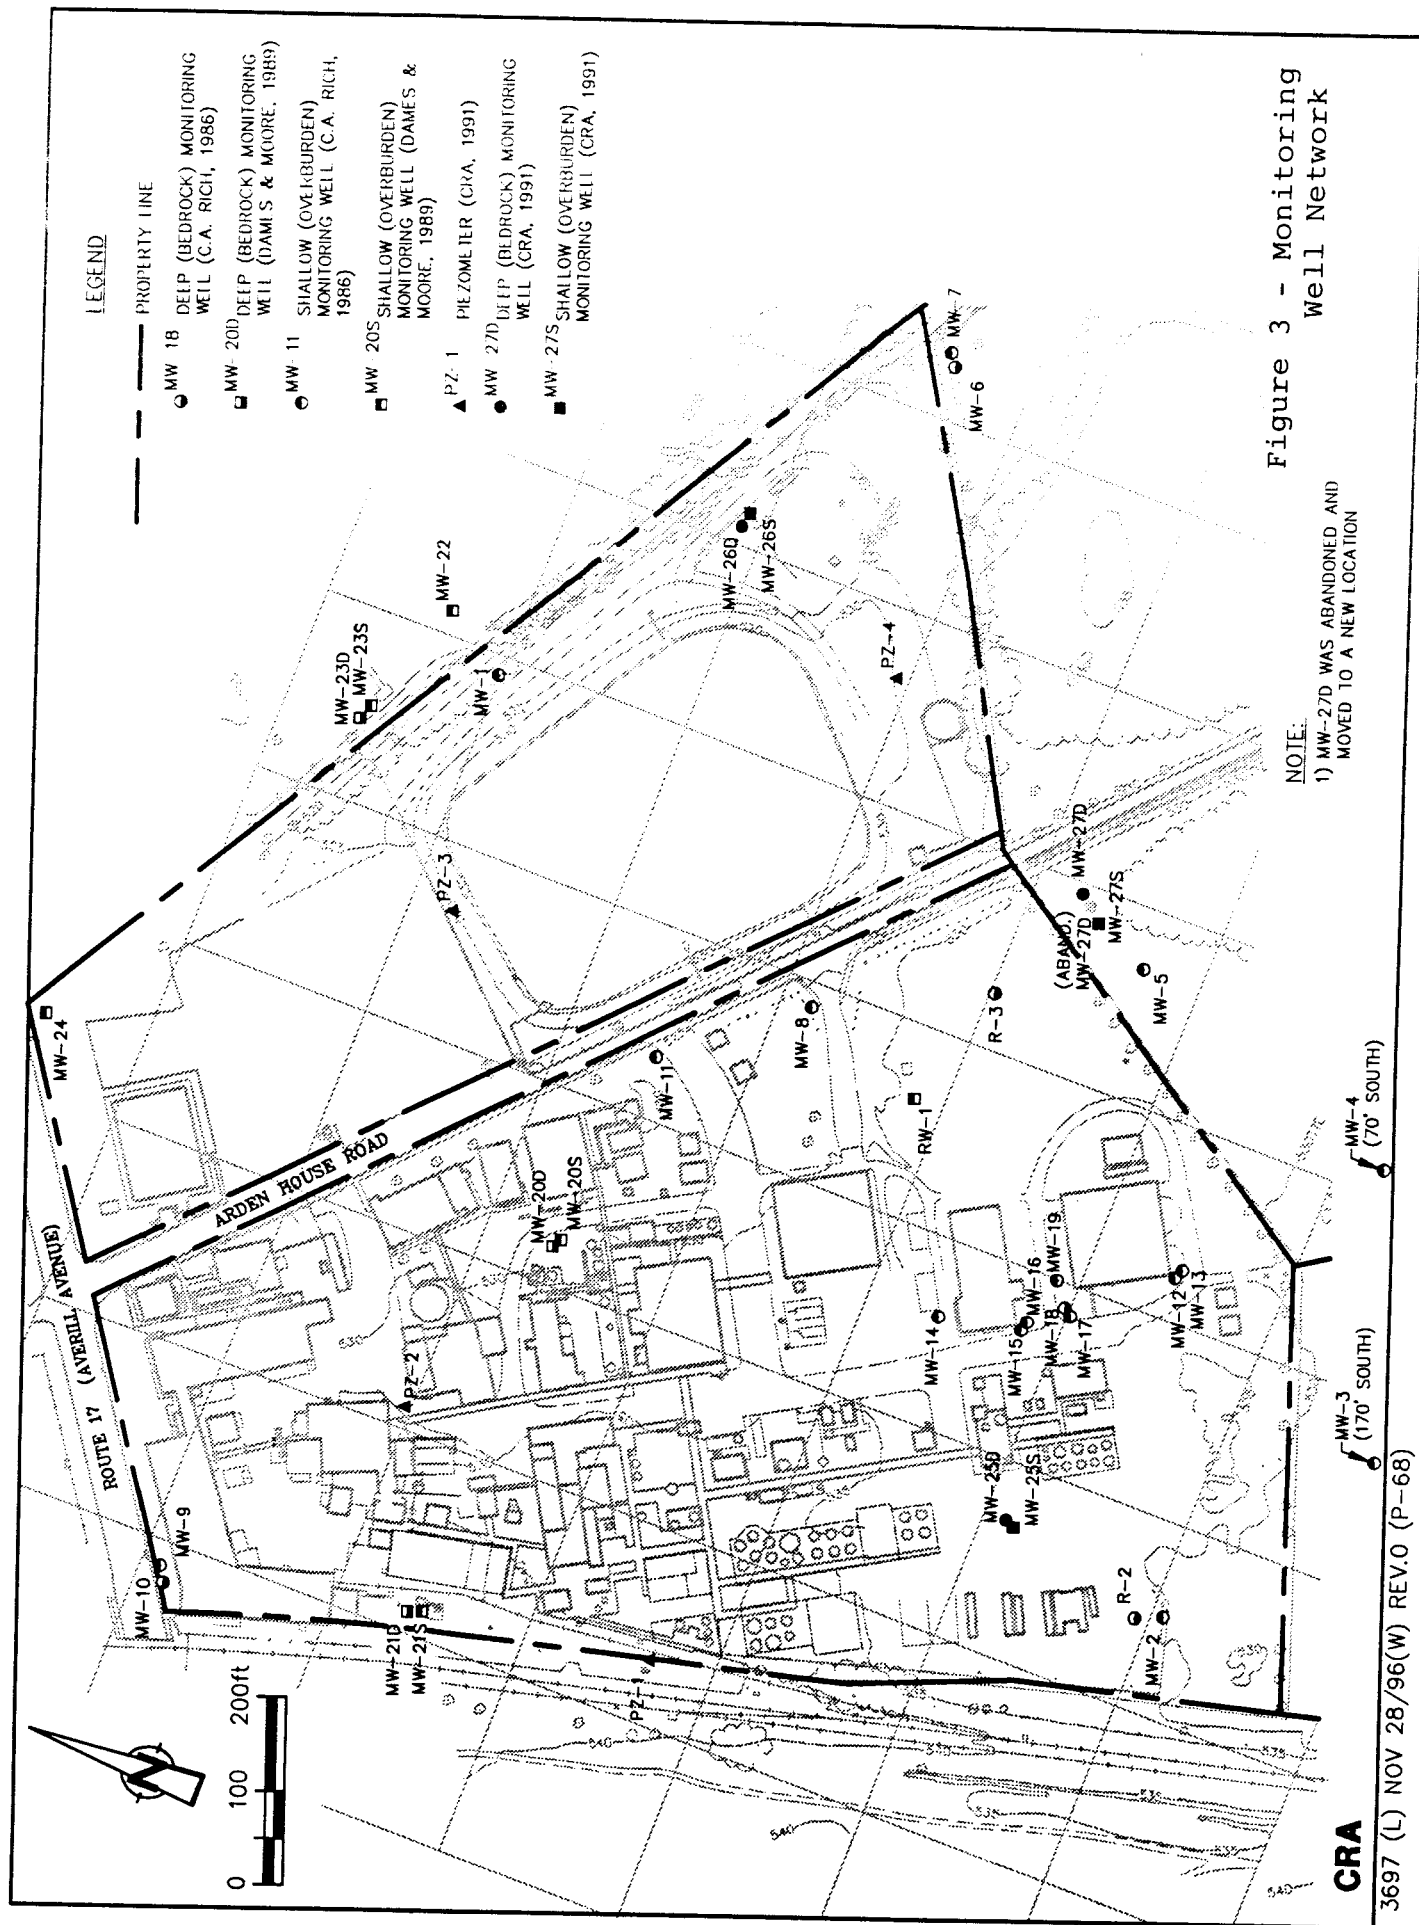 LEGEND
PROPERTY LINE
MW 18
DEEP (BEDROCK) MONITORING
WELL (C.A. RICH, 1986)
MW 20D
DEEP (BEDROCK) MONITORING
WELL (DAMES & MOORE, 1989)
MW 11
SHALLOW (OVERBURDEN)
MONITORING WELL (C.A. RICH,
1986)
MW 20S
SHALLOW (OVERBURDEN)
MONITORING WELL (DAMES &
MOORE, 1989)
PZ-1
PIEZOMETER (CRA, 1991)
MW 27D
DEEP (BEDROCK) MONITORING
WELL (CRA, 1991)
MW-27S
SHALLOW (OVERBURDEN)
MONITORING WELL (CRA, 1991)
ROUTE 17 (AVERILL AVENUE)
ARDEN HOUSE ROAD
MW-24
MW-23D
MW-23S
MW-22
MW-1
PZ-3
MW-26D
MW-26S
PZ-4
MW-7
MW-6
MW-10
MW-9
MW-21D
MW-21S
PZ-1
PZ-2
MW-20D
MW-20S
MW-11
MW-8
RW-1
R-3
(ABAND.)
MW-27D
MW-27D
MW-27S
MW-5
MW-14
MW-15
MW-16
MW-18
MW-19
MW-17
MW-12
MW-13
MW-25D
MW-25S
R-2
MW-2
MW-3
(170' SOUTH)
MW-4
(70' SOUTH)
540
540
535
535
535
535
540
N
0 100 200ft
NOTE:
1) MW-27D WAS ABANDONED AND
MOVED TO A NEW LOCATION
Figure 3 - Monitoring
Well Network
CRA
3697 (L) NOV 28/96(W) REV.0 (P-68)